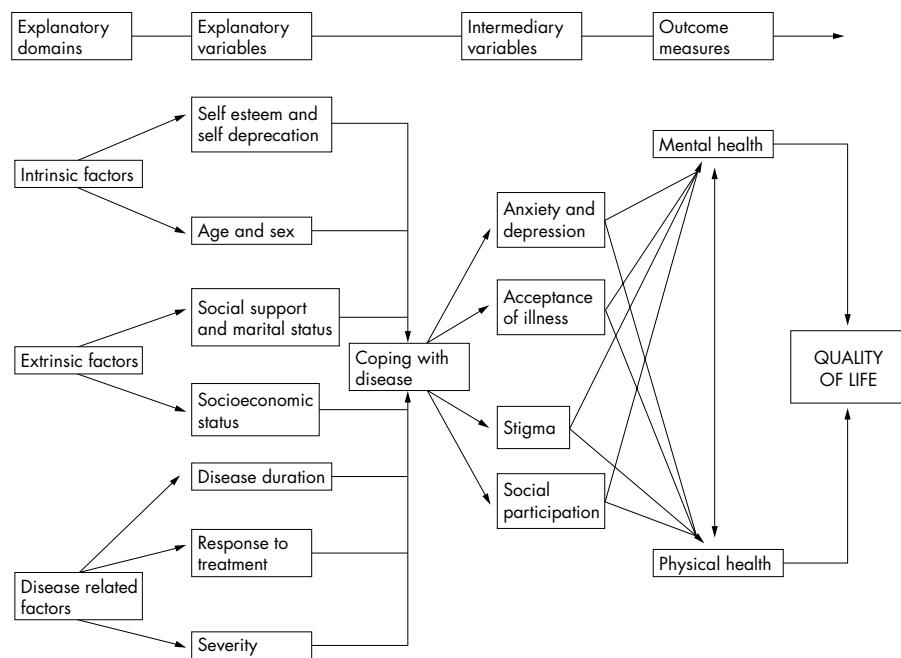 Explanatory
domains
Explanatory
variables
Intermediary
variables
Outcome
measures
Intrinsic factors
Self esteem and
self deprecation
Age and sex
Extrinsic factors
Social support
and marital status
Socioeconomic
status
Disease related
factors
Disease duration
Response to
treatment
Severity
Coping with
disease
Anxiety and
depression
Acceptance
of illness
Stigma
Social
participation
Mental health
Physical health
QUALITY
OF LIFE